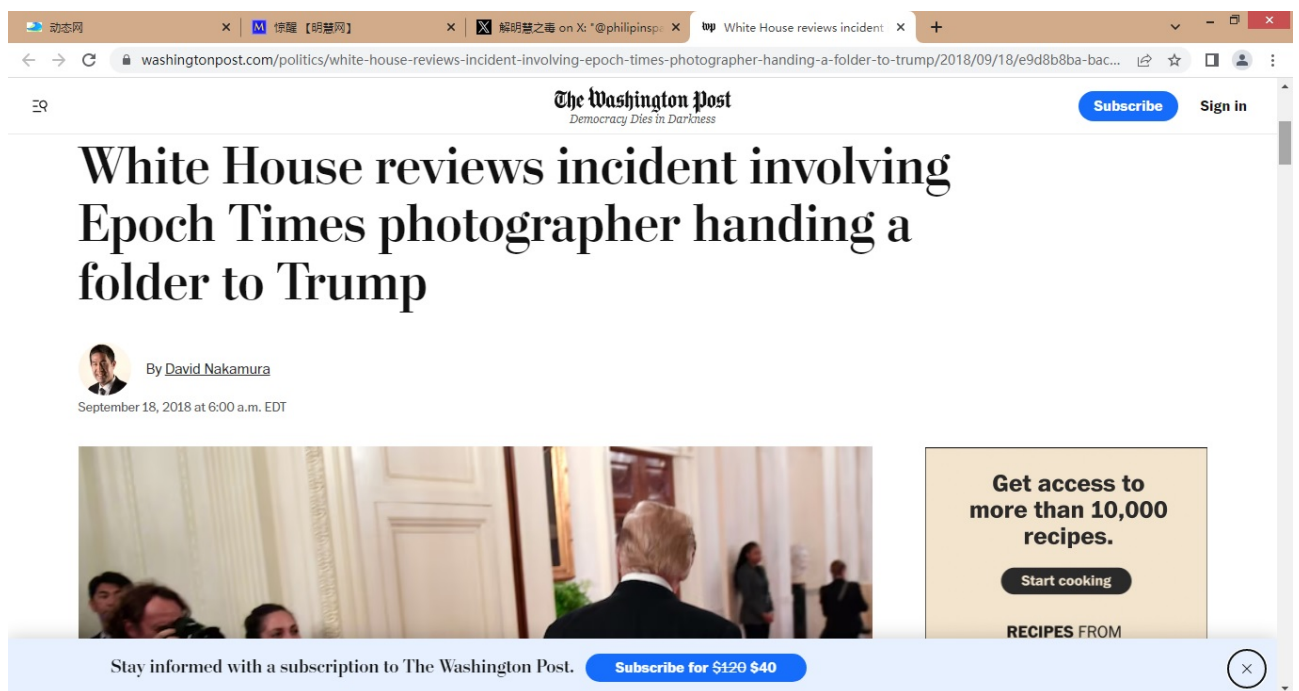 动态网
惊醒 【明慧网】
解明慧之毒 on X: "@philipinspa
White House reviews incident
washingtonpost.com/politics/white-house-reviews-incident-involving-epoch-times-photographer-handing-a-folder-to-trump/2018/09/18/e9d8b8ba-bac...
The Washington Post
Democracy Dies in Darkness
Subscribe
Sign in
White House reviews incident involving
Epoch Times photographer handing a
folder to Trump
By David Nakamura
September 18, 2018 at 6:00 a.m. EDT
Get access to
more than 10,000
recipes.
Start cooking
RECIPES FROM
Stay informed with a subscription to The Washington Post.
Subscribe for $120 $40